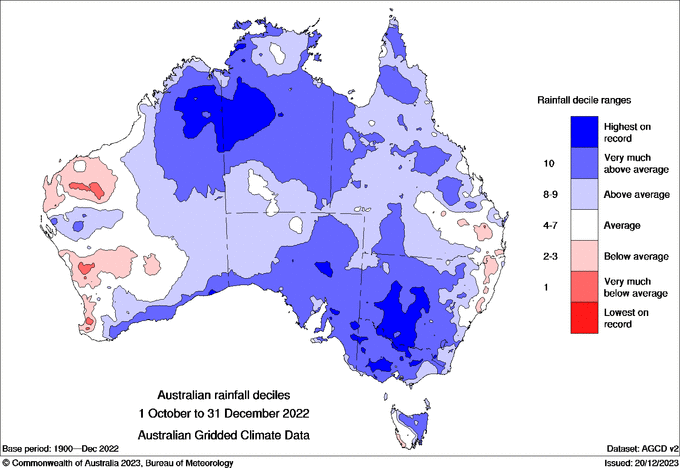 Rainfall decile ranges
Highest on
record
10
Very much
above average
8-9
Above average
4-7
Average
2-3
Below average
1
Very much
below average
Lowest on
record
Australian rainfall deciles
1 October to 31 December 2022
Australian Gridded Climate Data
Base period: 1900—Dec 2022
Dataset: AGCD v2
© Commonwealth of Australia 2023, Bureau of Meteorology
Issued: 20/12/2023